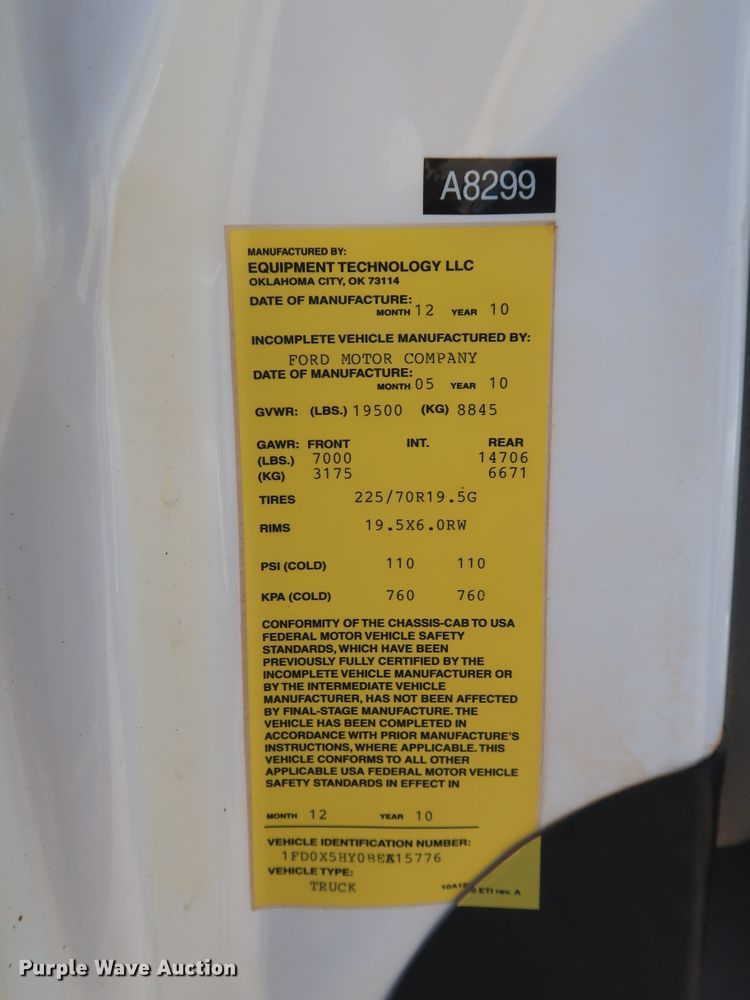 A8299
MANUFACTURED BY:
EQUIPMENT TECHNOLOGY LLC
OKLAHOMA CITY, OK 73114
DATE OF MANUFACTURE:
MONTH 12 YEAR 10
INCOMPLETE VEHICLE MANUFACTURED BY:
FORD MOTOR COMPANY
DATE OF MANUFACTURE:
MONTH 05 YEAR 10
GVWR: (LBS.) 19500 (KG) 8845
GAWR: FRONT INT. REAR
(LBS.) 7000 14706
(KG) 3175 6671
TIRES 225/70R19.5G
RIMS 19.5X6.0RW
PSI (COLD) 110 110
KPA (COLD) 760 760
CONFORMITY OF THE CHASSIS-CAB TO USA
FEDERAL MOTOR VEHICLE SAFETY
STANDARDS, WHICH HAVE BEEN
PREVIOUSLY FULLY CERTIFIED BY THE
INCOMPLETE VEHICLE MANUFACTURER OR
BY THE INTERMEDIATE VEHICLE
MANUFACTURER, HAS NOT BEEN AFFECTED
BY FINAL-STAGE MANUFACTURE. THE
VEHICLE HAS BEEN COMPLETED IN
ACCORDANCE WITH PRIOR MANUFACTURE'S
INSTRUCTIONS, WHERE APPLICABLE. THIS
VEHICLE CONFORMS TO ALL OTHER
APPLICABLE USA FEDERAL MOTOR VEHICLE
SAFETY STANDARDS IN EFFECT IN
MONTH 12 YEAR 10
VEHICLE IDENTIFICATION NUMBER:
VEHICLE TYPE:
TRUCK
ETI rev. A
Purple Wave Auction